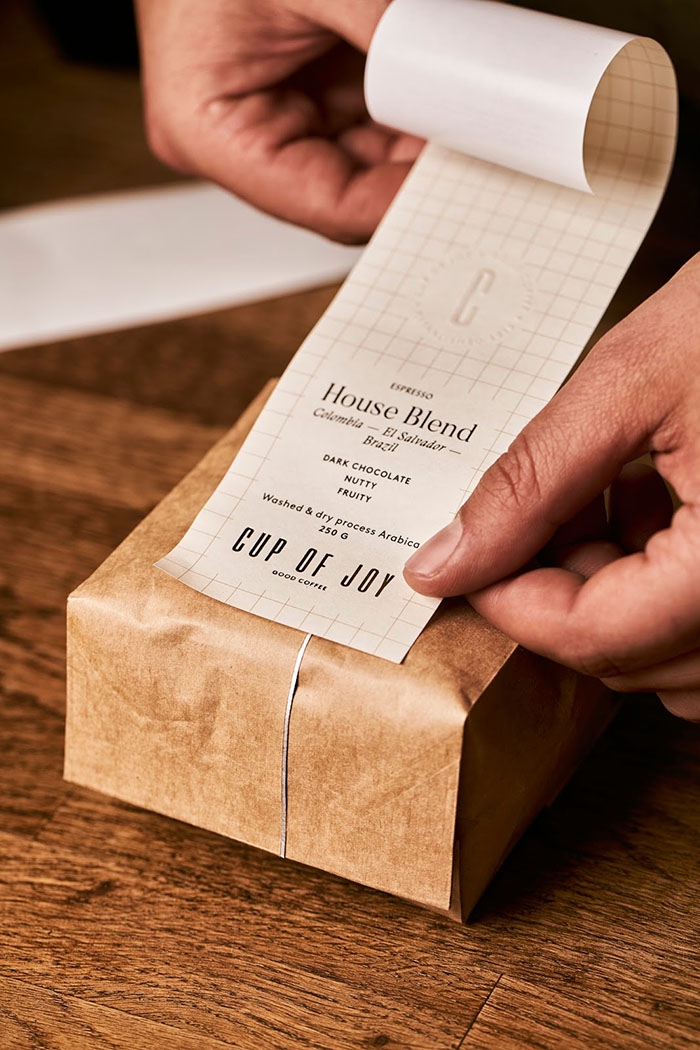 C
ESPRESSO
House Blend
Colombia — El Salvador —
Brazil
DARK CHOCOLATE
NUTTY
FRUITY
Washed & dry process Arabica
250 G
CUP OF JOY
GOOD COFFEE